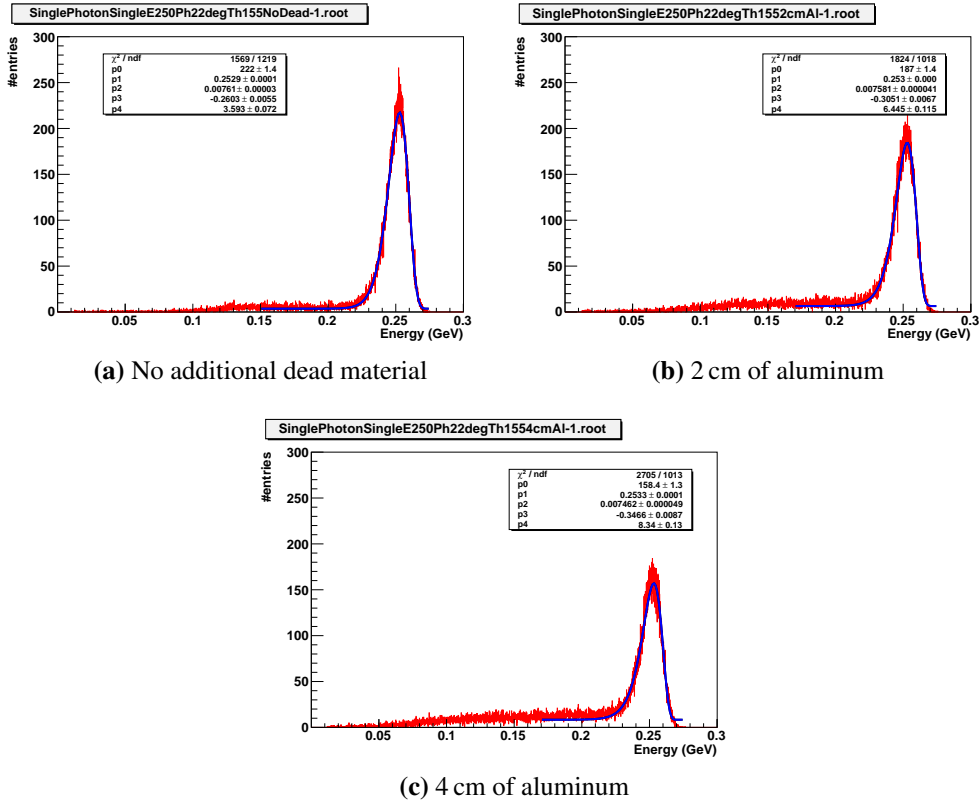 SinglePhotonSingleE250Ph22degTh155NoDead-1.root
#entries
300
250
200
150
100
50
0
χ² / ndf 1569 / 1219
p0 222 ± 1.4
p1 0.2529 ± 0.0001
p2 0.00761 ± 0.00003
p3 -0.2603 ± 0.0055
p4 3.593 ± 0.072
0.05 0.1 0.15 0.2 0.25 0.3
Energy (GeV)
(a) No additional dead material
SinglePhotonSingleE250Ph22degTh1552cmAl-1.root
#entries
300
250
200
150
100
50
0
χ² / ndf 1824 / 1018
p0 187 ± 1.4
p1 0.253 ± 0.000
p2 0.007581 ± 0.000041
p3 -0.3051 ± 0.0067
p4 6.445 ± 0.115
0.05 0.1 0.15 0.2 0.25 0.3
Energy (GeV)
(b) 2 cm of aluminum
SinglePhotonSingleE250Ph22degTh1554cmAl-1.root
#entries
300
250
200
150
100
50
0
χ² / ndf 2705 / 1013
p0 158.4 ± 1.3
p1 0.2533 ± 0.0001
p2 0.007462 ± 0.000049
p3 -0.3466 ± 0.0087
p4 8.34 ± 0.13
0.05 0.1 0.15 0.2 0.25 0.3
Energy (GeV)
(c) 4 cm of aluminum